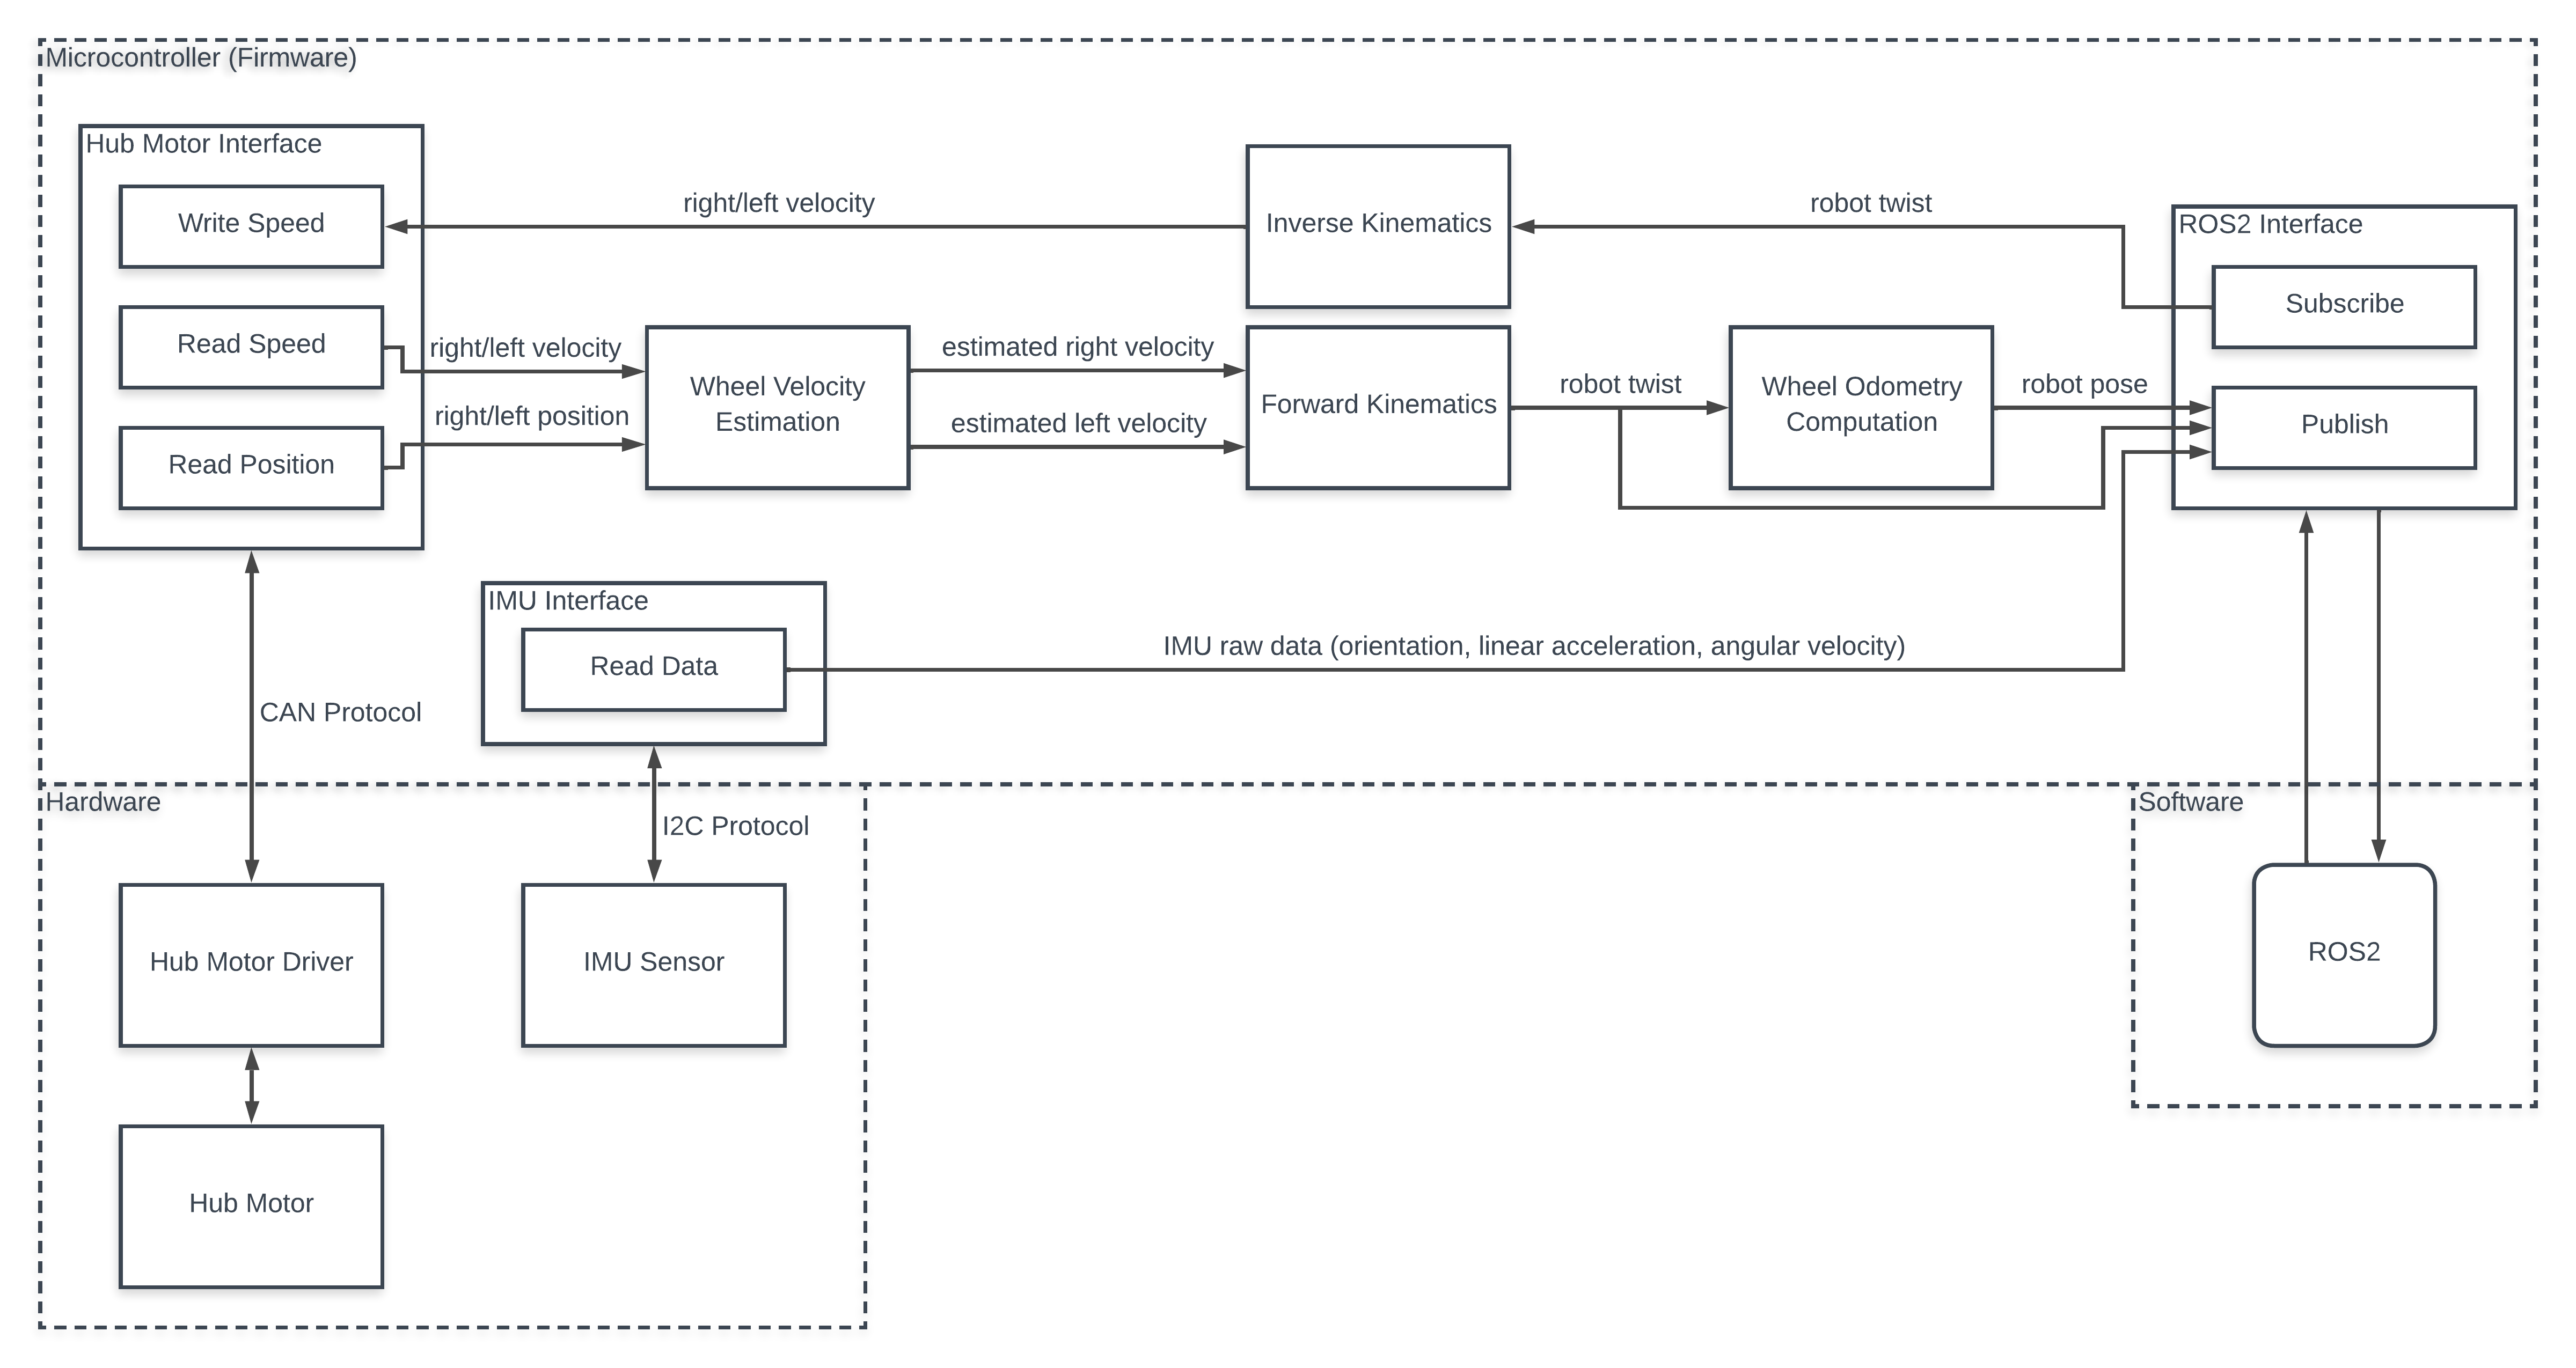 Microcontroller (Firmware)
Hub Motor Interface
Write Speed
Read Speed
Read Position
right/left velocity
Inverse Kinematics
robot twist
ROS2 Interface
Subscribe
Publish
right/left velocity
right/left position
Wheel Velocity
Estimation
estimated right velocity
estimated left velocity
Forward Kinematics
robot twist
Wheel Odometry
Computation
robot pose
IMU Interface
Read Data
IMU raw data (orientation, linear acceleration, angular velocity)
CAN Protocol
Hardware
I2C Protocol
Software
Hub Motor Driver
IMU Sensor
ROS2
Hub Motor